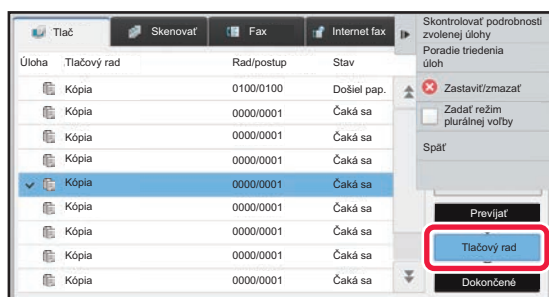 Tlač
Skenovať
Fax
Internet fax
Úloha
Tlačový rad
Rad/postup
Stav
Kópia 0100/0100 Došiel pap.
Kópia 0000/0001 Čaká sa
Kópia 0000/0001 Čaká sa
Kópia 0000/0001 Čaká sa
Kópia 0000/0001 Čaká sa
Kópia 0000/0001 Čaká sa
Kópia 0000/0001 Čaká sa
Kópia 0000/0001 Čaká sa
Kópia 0000/0001 Čaká sa
Skontrolovať podrobnosti
zvolenej úlohy
Poradie triedenia
úloh
Zastaviť/zmazať
Zadať režim
plurálnej voľby
Späť
Prevíjať
Tlačový rad
Dokončené